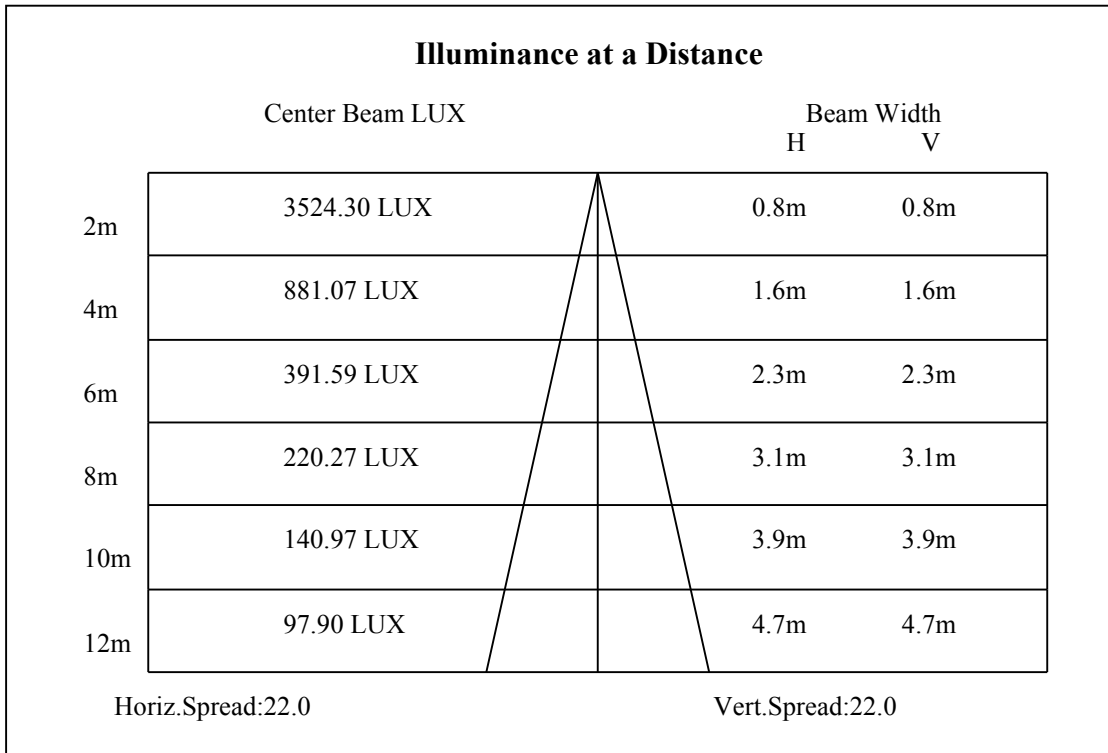 Illuminance at a Distance
Center Beam LUX Beam Width
H V
2m 3524.30 LUX 0.8m 0.8m
4m 881.07 LUX 1.6m 1.6m
6m 391.59 LUX 2.3m 2.3m
8m 220.27 LUX 3.1m 3.1m
10m 140.97 LUX 3.9m 3.9m
12m 97.90 LUX 4.7m 4.7m
Horiz.Spread:22.0 Vert.Spread:22.0